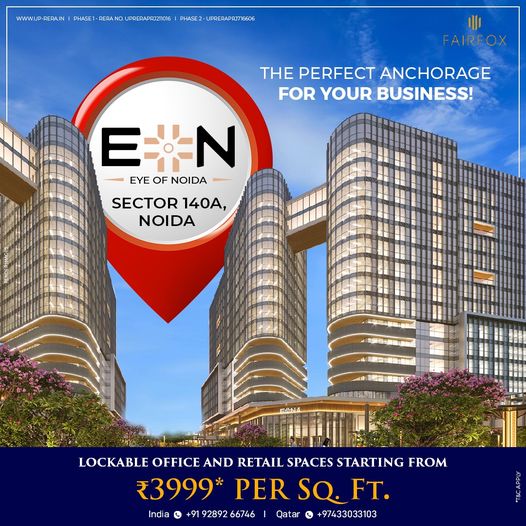 WWW.UP-RERA.IN | PHASE 1 - RERA NO. UPRERAPRJ211016 | PHASE 2 - UPRERAPRJ716606
FAIRFOX
THE PERFECT ANCHORAGE
FOR YOUR BUSINESS!
EON
EYE OF NOIDA
SECTOR 140A,
NOIDA
LOCKABLE OFFICE AND RETAIL SPACES STARTING FROM
₹3999* PER SQ. FT.
India +91 92892 66746 | Qatar +97433033103
*T&C APPLY